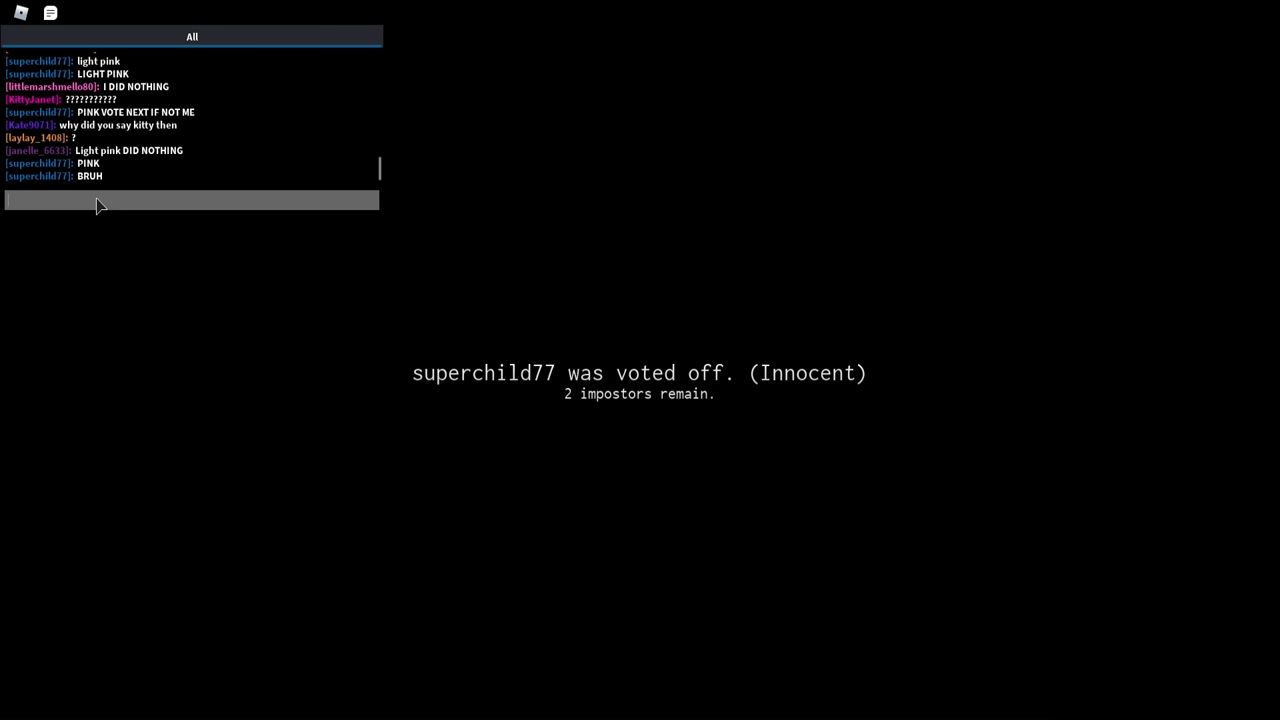 All
[superchild77]: light pink
[superchild77]: LIGHT PINK
[littlemarshmello80]: I DID NOTHING
[KittyJanet]: ???????????
[superchild77]: PINK VOTE NEXT IF NOT ME
[Kate9071]: why did you say kitty then
[laylay_1408]: ?
[janelle_6633]: Light pink DID NOTHING
[superchild77]: PINK
[superchild77]: BRUH
superchild77 was voted off. (Innocent)
2 impostors remain.